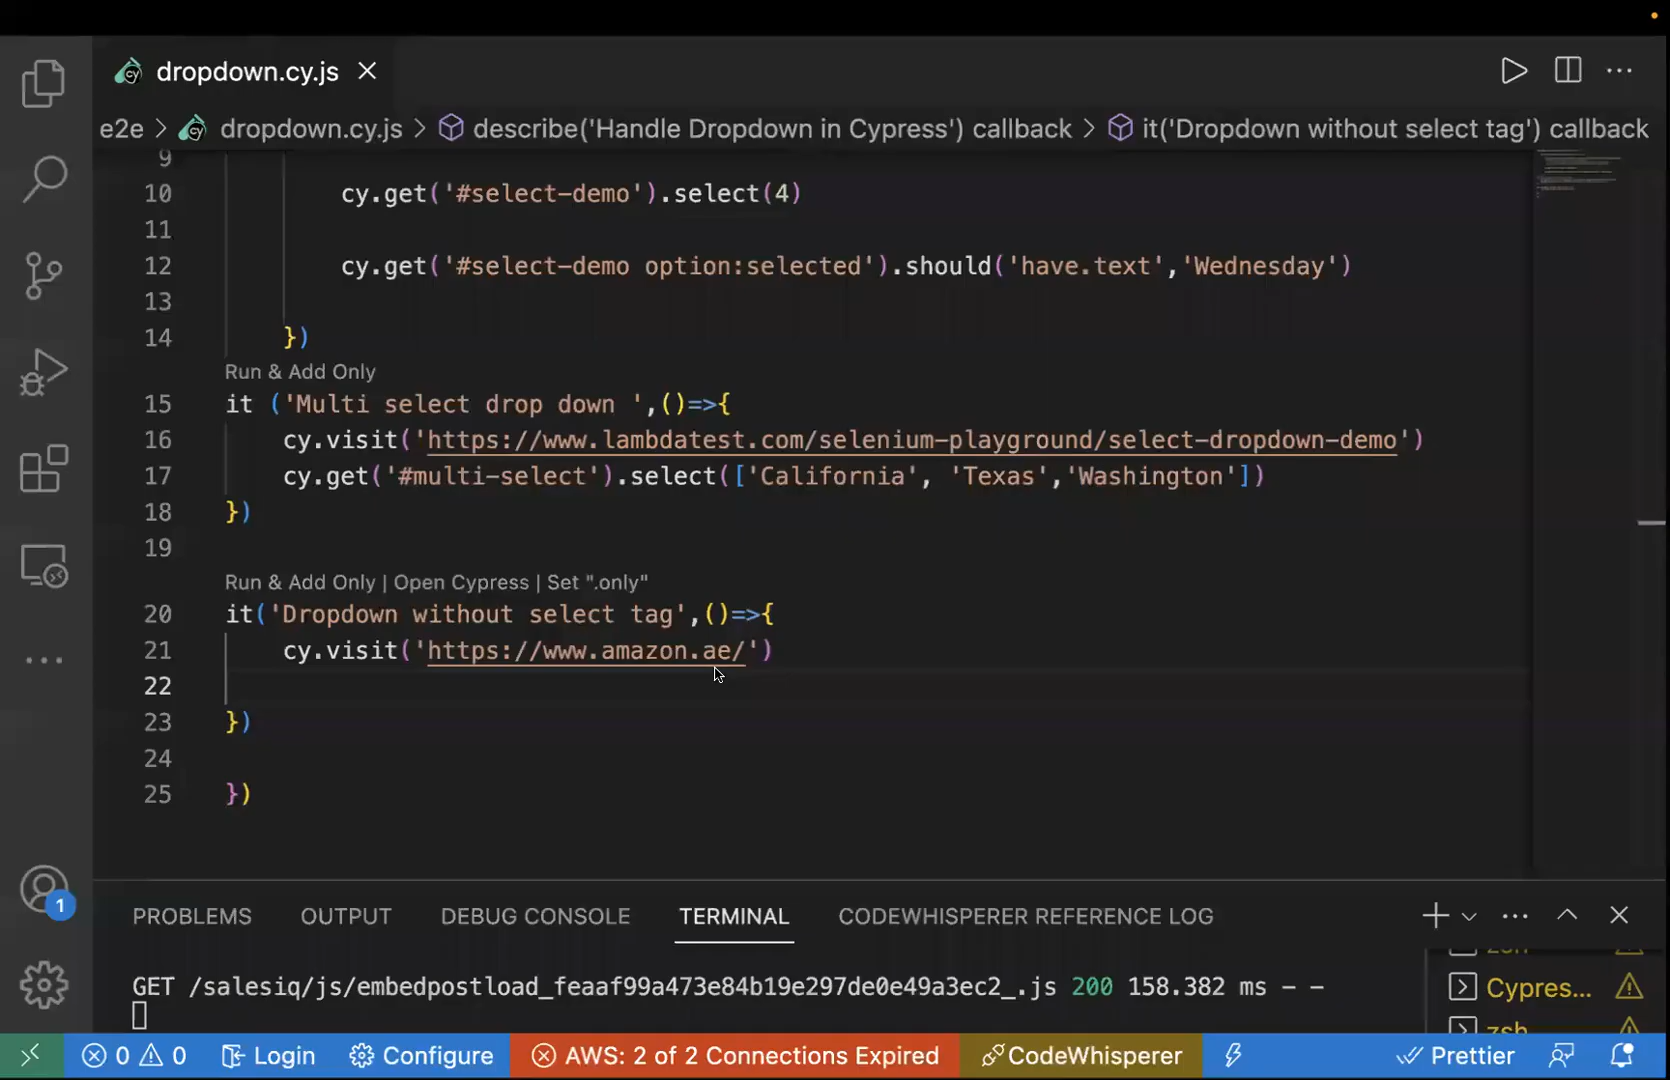 dropdown.cy.js
e2e > dropdown.cy.js > describe('Handle Dropdown in Cypress') callback > it('Dropdown without select tag') callback
9
10 cy.get('#select-demo').select(4)
11
12 cy.get('#select-demo option:selected').should('have.text','Wednesday')
13
14 })
Run & Add Only
15 it ('Multi select drop down ',()=>{
16 cy.visit('https://www.lambdatest.com/selenium-playground/select-dropdown-demo')
17 cy.get('#multi-select').select(['California', 'Texas','Washington'])
18 })
19
Run & Add Only | Open Cypress | Set ".only"
20 it('Dropdown without select tag',()=>{
21 cy.visit('https://www.amazon.ae/')
22
23 })
24
25 })
1
PROBLEMS OUTPUT DEBUG CONSOLE TERMINAL CODEWHISPERER REFERENCE LOG
GET /salesiq/js/embedpostload_feaaf99a473e84b19e297de0e49a3ec2_.js 200 158.382 ms - -
zsh
Cypres...
zsh
0 0 Login Configure AWS: 2 of 2 Connections Expired CodeWhisperer Prettier